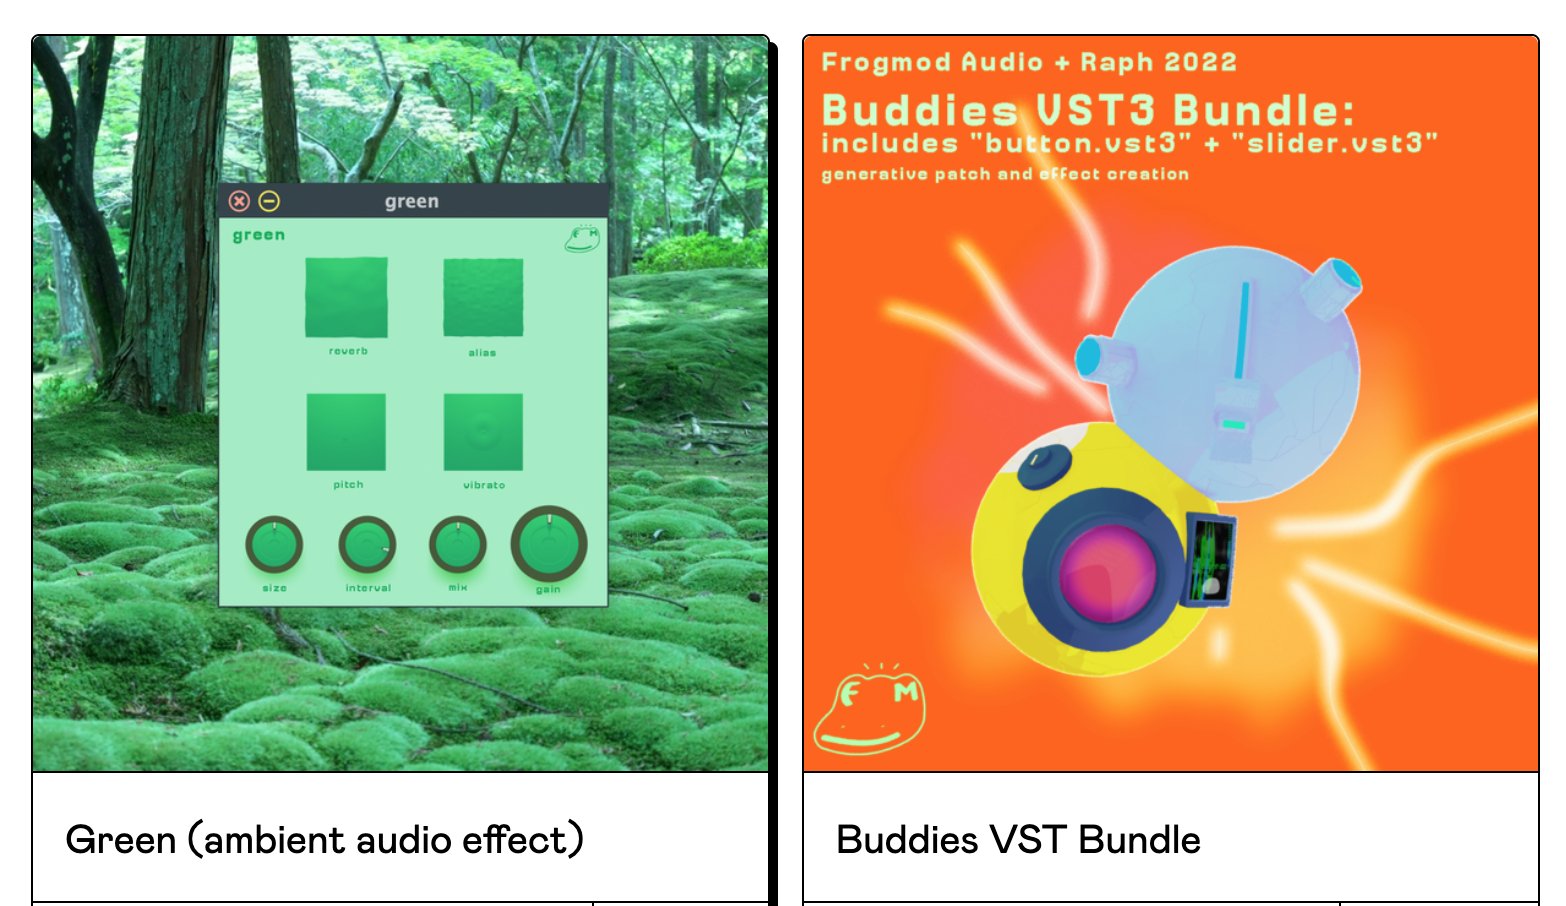 green
green
F M
reverb
alias
pitch
vibrato
size
interval
mix
gain
Green (ambient audio effect)
Frogmod Audio + Raph 2022
Buddies VST3 Bundle:
includes "button.vst3" + "slider.vst3"
generative patch and effect creation
F M
Buddies VST Bundle